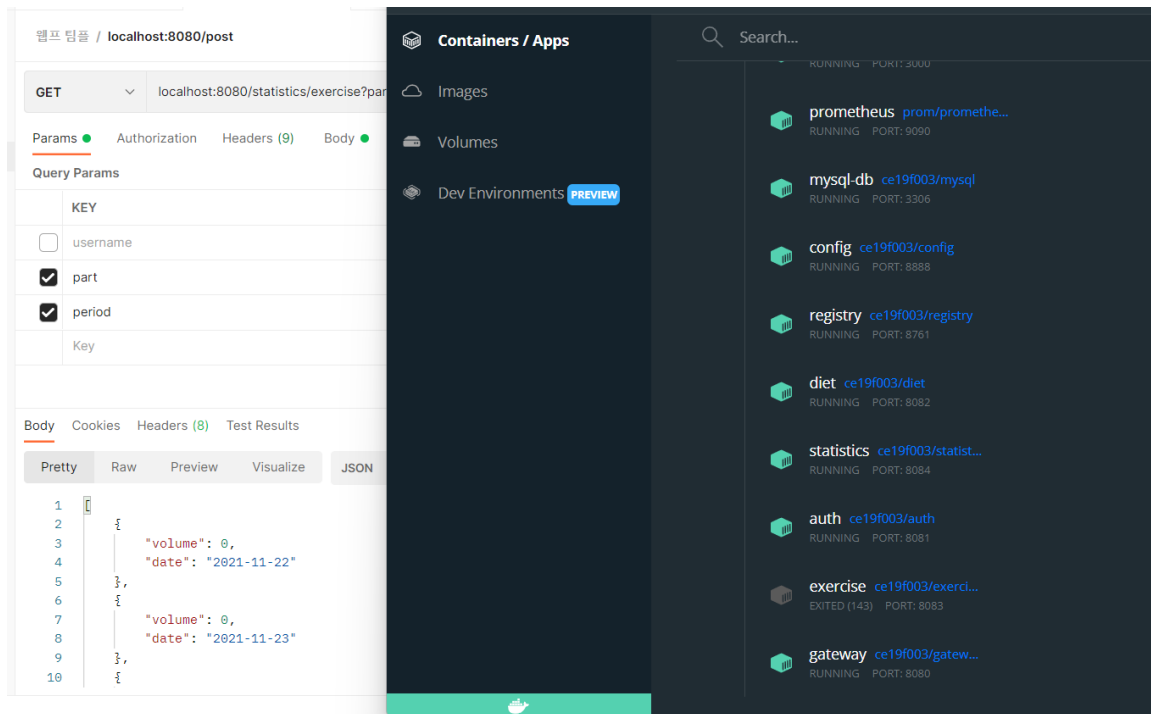 웹프 팀플 / localhost:8080/post
GET
localhost:8080/statistics/exercise?par
Params
Authorization
Headers (9)
Body
Query Params
KEY
username
part
period
Key
Body
Cookies
Headers (8)
Test Results
Pretty
Raw
Preview
Visualize
JSON
1 [
2 {
3 "volume": 0,
4 "date": "2021-11-22"
5 },
6 {
7 "volume": 0,
8 "date": "2021-11-23"
9 },
10 {
Containers / Apps
Images
Volumes
Dev Environments PREVIEW
Search...
RUNNING PORT: 3000
prometheus prom/promethe...
RUNNING PORT: 9090
mysql-db ce19f003/mysql
RUNNING PORT: 3306
config ce19f003/config
RUNNING PORT: 8888
registry ce19f003/registry
RUNNING PORT: 8761
diet ce19f003/diet
RUNNING PORT: 8082
statistics ce19f003/statist...
RUNNING PORT: 8084
auth ce19f003/auth
RUNNING PORT: 8081
exercise ce19f003/exerci...
EXITED (143) PORT: 8083
gateway ce19f003/gatew...
RUNNING PORT: 8080